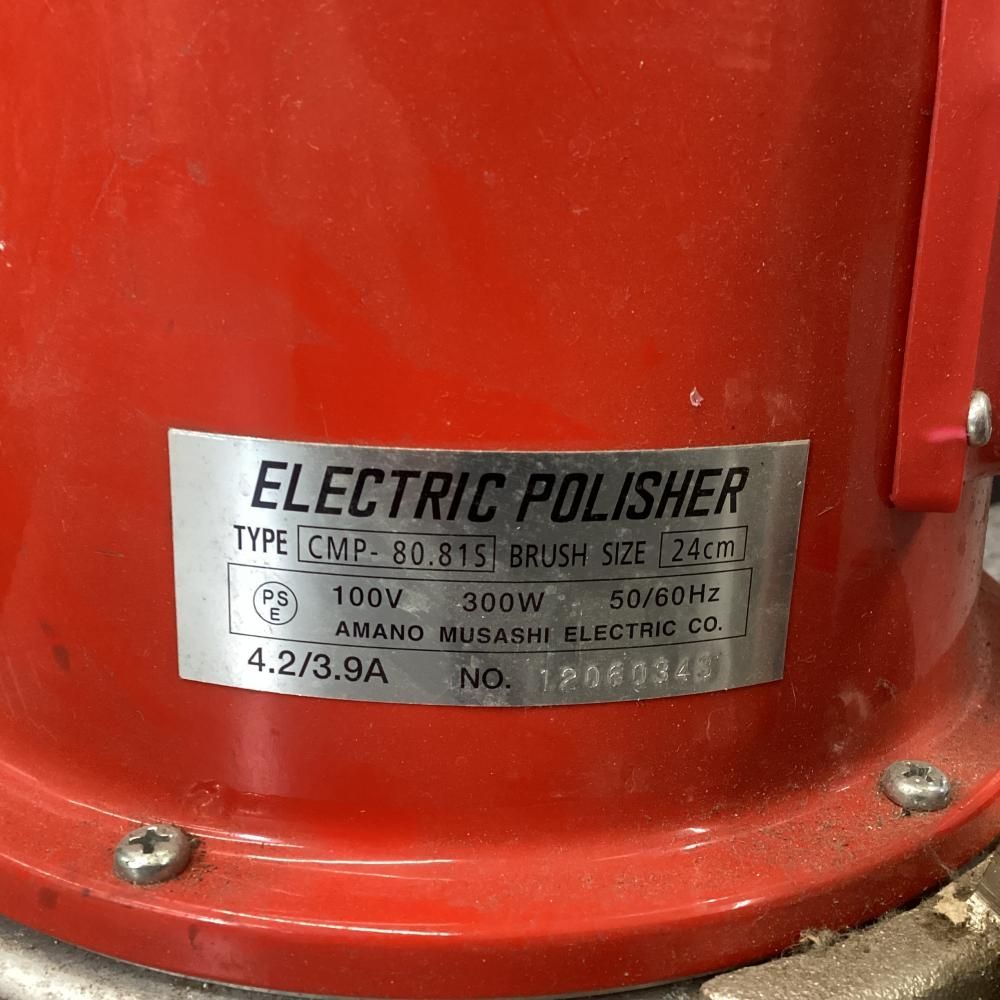 ELECTRIC POLISHER
TYPE CMP- 80.81S BRUSH SIZE 24cm
PSE 100V 300W 50/60Hz
AMANO MUSASHI ELECTRIC CO.
4.2/3.9A NO. 12060343